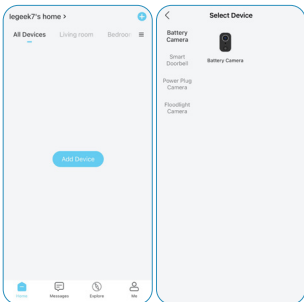 legeek7's home >
All Devices Living room Bedroom
Add Device
Home Messages Explore Me
Select Device
Battery
Camera
Battery Camera
Smart
Doorbell
Power Plug
Camera
Floodlight
Camera